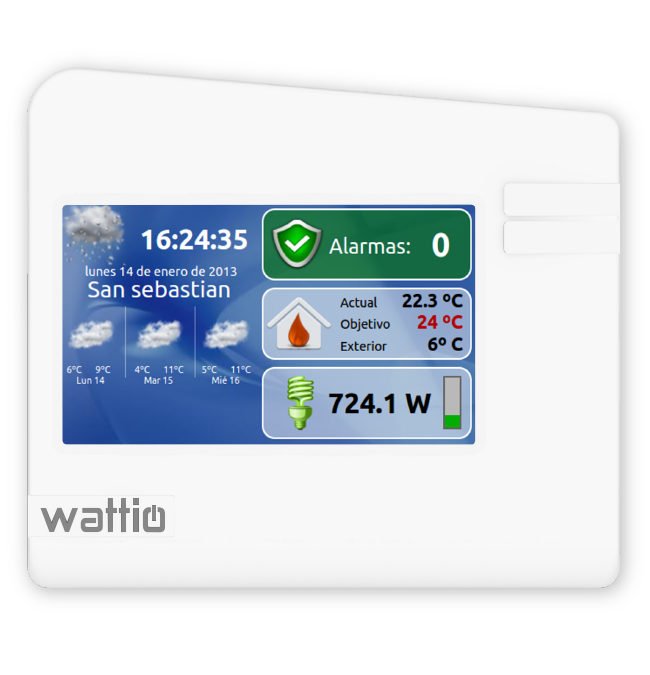 16:24:35
lunes 14 de enero de 2013
San sebastian
6ºC 9ºC 4ºC 11ºC 5ºC 11ºC
Lun 14 Mar 15 Mié 16
Alarmas: 0
Actual 22.3 ºC
Objetivo 24 ºC
Exterior 6º C
724.1 W
wattio